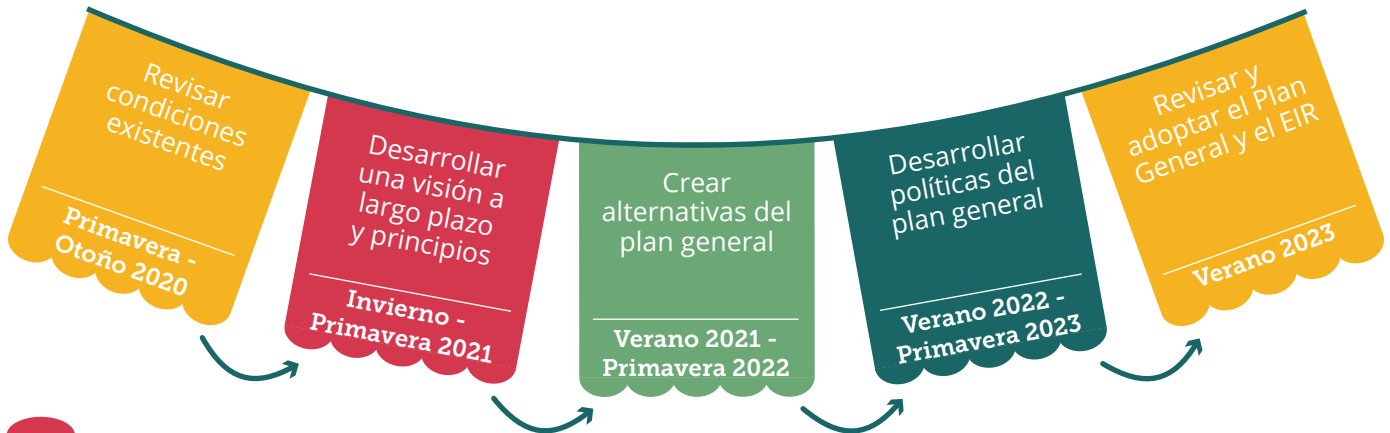 Revisar
condiciones
existentes
Primavera -
Otoño 2020
Desarrollar
una visión a
largo plazo
y principios
Invierno -
Primavera 2021
Crear
alternativas del
plan general
Verano 2021 -
Primavera 2022
Desarrollar
políticas del
plan general
Verano 2022 -
Primavera 2023
Revisar y
adoptar el Plan
General y el EIR
Verano 2023